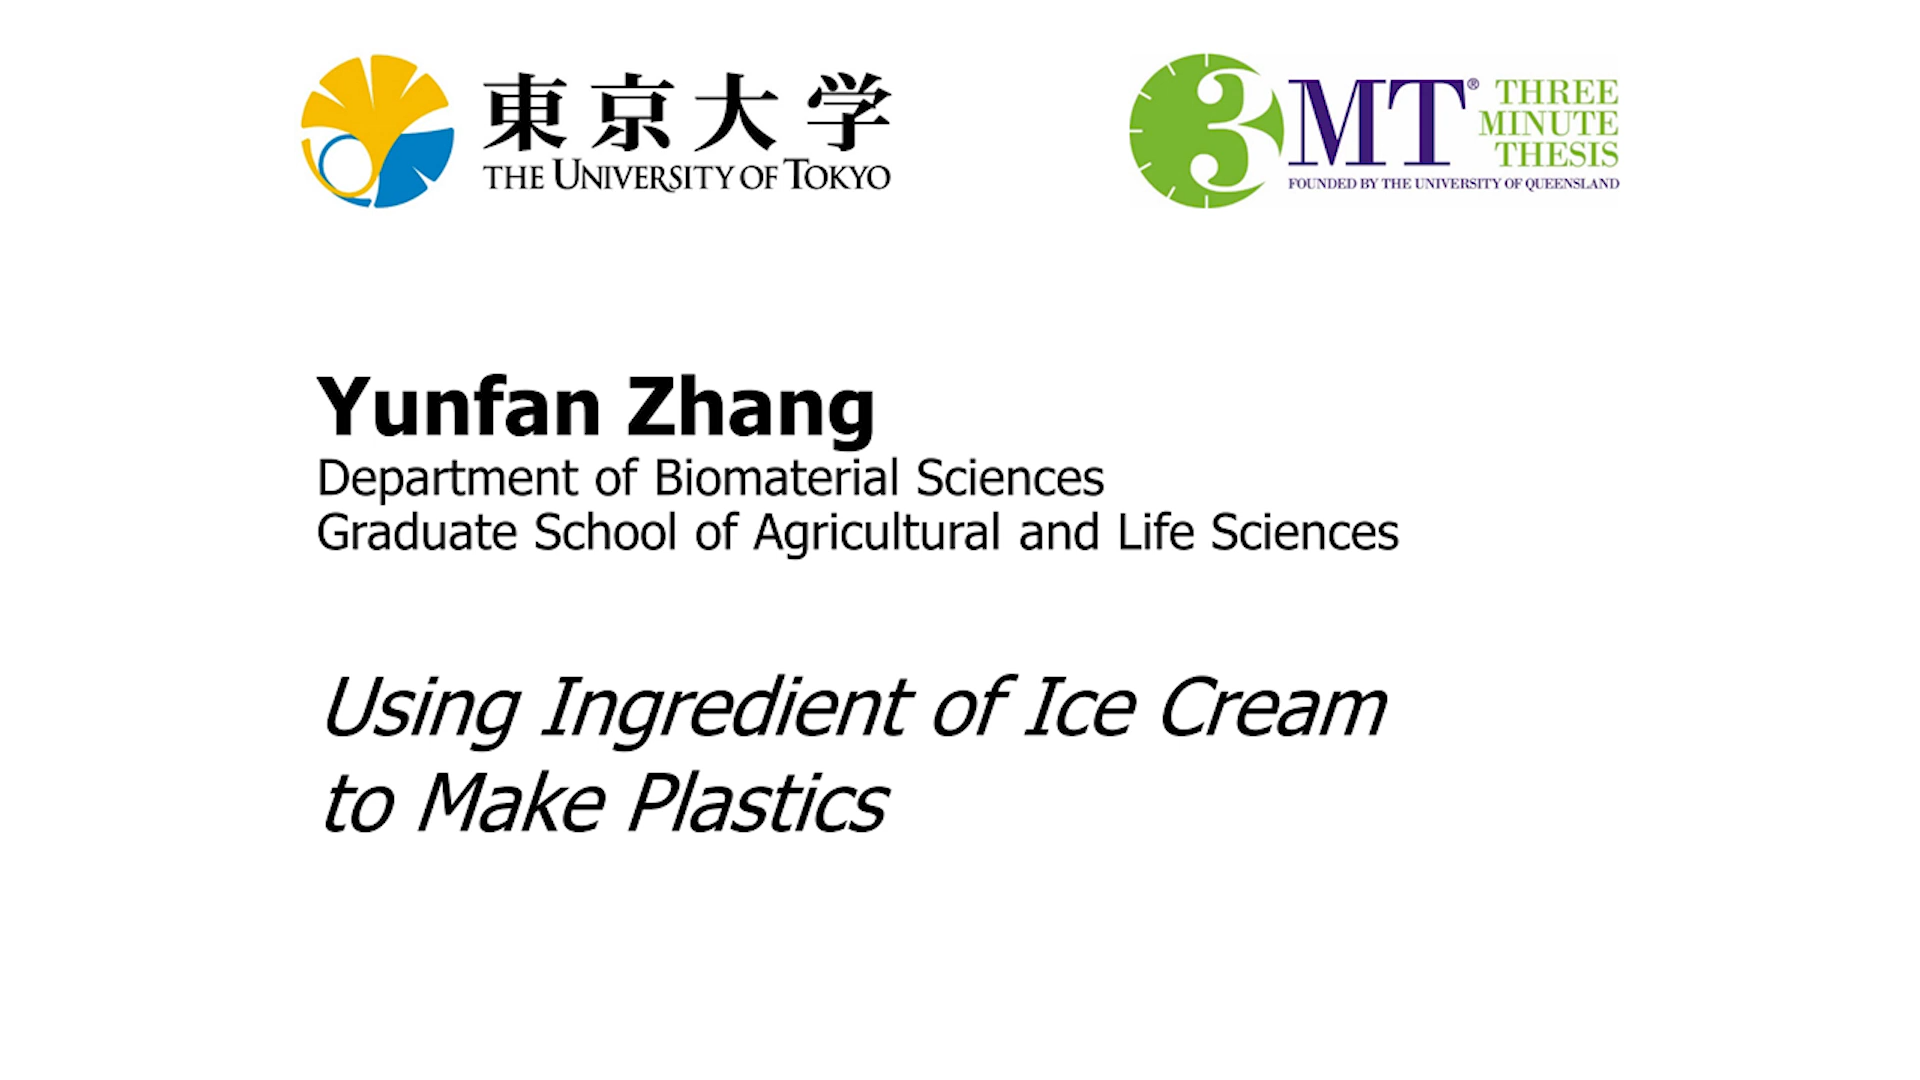 東京大学
THE UNIVERSITY OF TOKYO
3MT® THREE
MINUTE
THESIS
FOUNDED BY THE UNIVERSITY OF QUEENSLAND
Yunfan Zhang
Department of Biomaterial Sciences
Graduate School of Agricultural and Life Sciences
Using Ingredient of Ice Cream
to Make Plastics